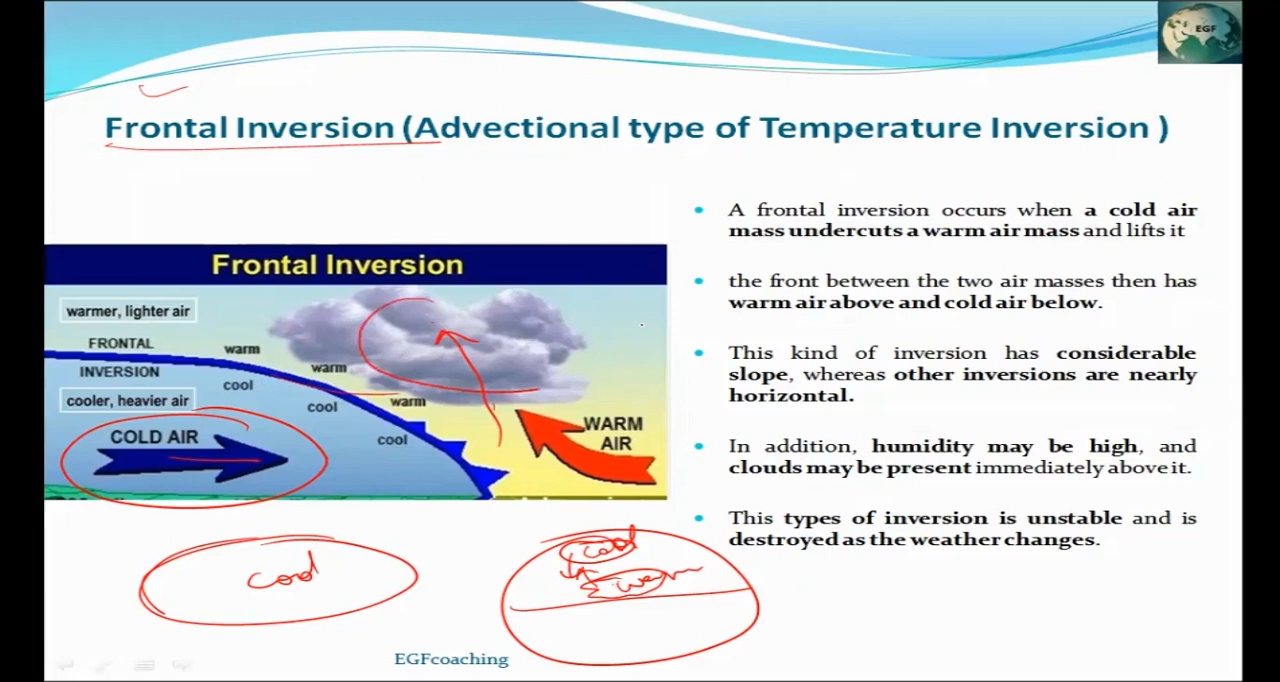 EGF
Frontal Inversion (Advectional type of Temperature Inversion )
Frontal Inversion
warmer, lighter air
FRONTAL
INVERSION
cooler, heavier air
COLD AIR
warm
cool
warm
cool
warm
cool
WARM
AIR
A frontal inversion occurs when a cold air
mass undercuts a warm air mass and lifts it
the front between the two air masses then has
warm air above and cold air below.
This kind of inversion has considerable
slope, whereas other inversions are nearly
horizontal.
In addition, humidity may be high, and
clouds may be present immediately above it.
This types of inversion is unstable and is
destroyed as the weather changes.
cold
cold
warm
EGFcoaching